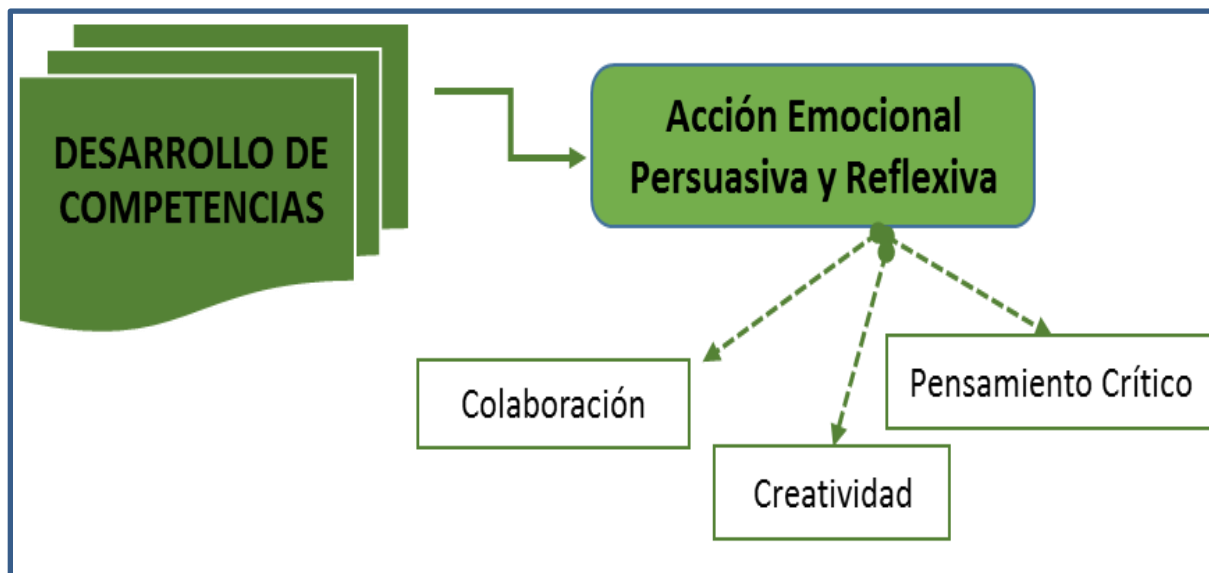 DESARROLLO DE
COMPETENCIAS
Acción Emocional
Persuasiva y Reflexiva
Colaboración
Creatividad
Pensamiento Crítico